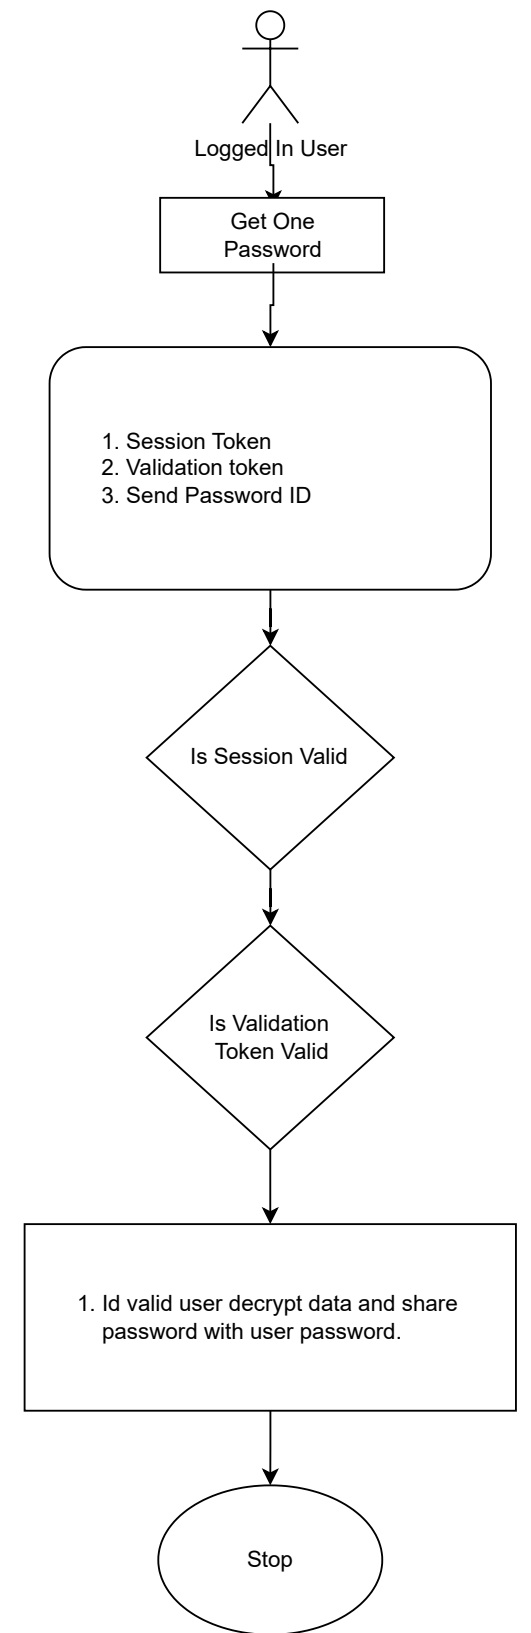 Logged In User
Get One
Password
1. Session Token
2. Validation token
3. Send Password ID
Is Session Valid
Is Validation
Token Valid
1. Id valid user decrypt data and share
password with user password.
Stop